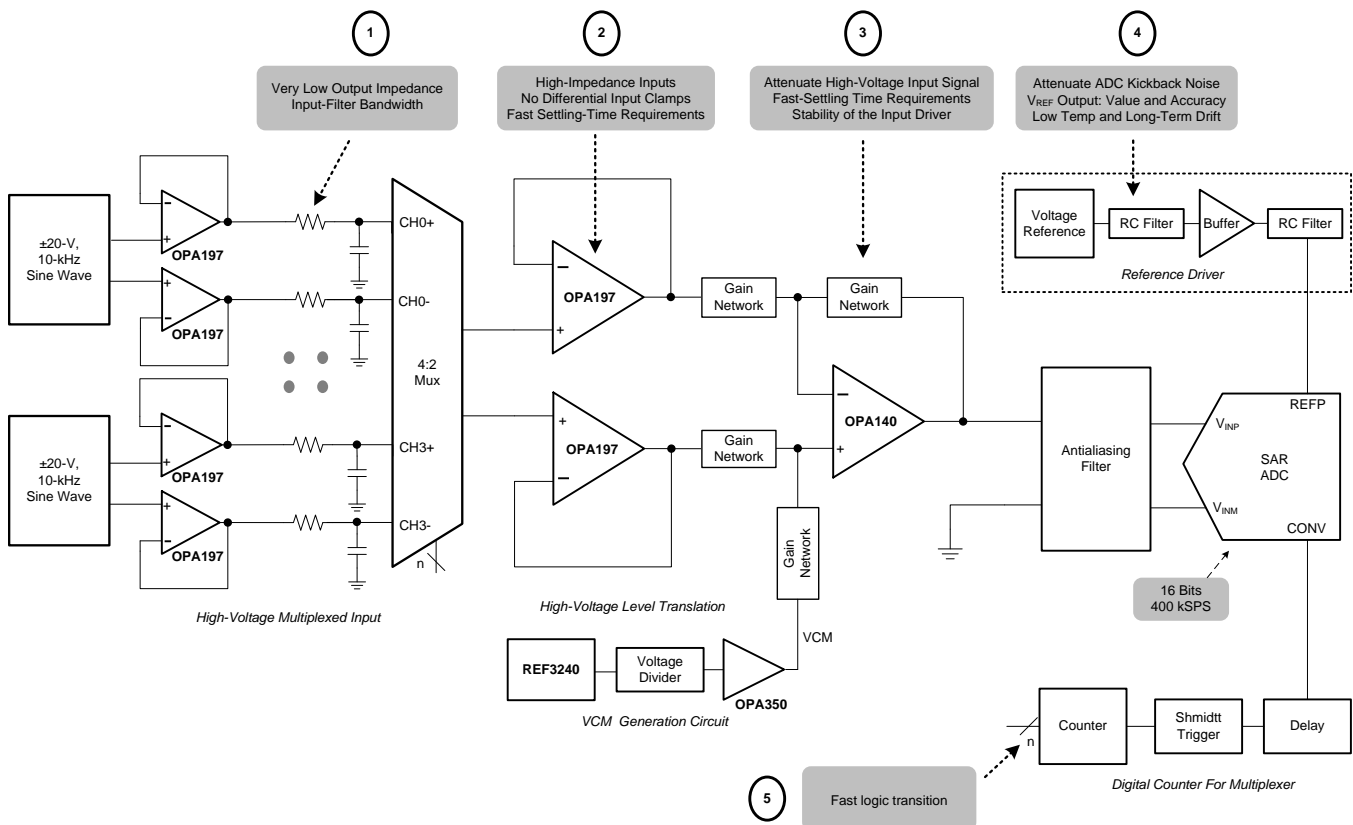 1
2
3
4
Very Low Output Impedance
Input-Filter Bandwidth
High-Impedance Inputs
No Differential Input Clamps
Fast Settling-Time Requirements
Attenuate High-Voltage Input Signal
Fast-Settling Time Requirements
Stability of the Input Driver
Attenuate ADC Kickback Noise
VREF Output: Value and Accuracy
Low Temp and Long-Term Drift
±20-V,
10-kHz
Sine Wave
OPA197
OPA197
CH0+
CH0-
4:2
Mux
±20-V,
10-kHz
Sine Wave
OPA197
OPA197
CH3+
CH3-
n
High-Voltage Multiplexed Input
OPA197
OPA197
Gain
Network
Gain
Network
Gain
Network
Gain
Network
OPA140
High-Voltage Level Translation
VCM
REF3240
Voltage
Divider
OPA350
VCM Generation Circuit
Voltage
Reference
RC Filter
Buffer
RC Filter
Reference Driver
Antialiasing
Filter
REFP
VINP
SAR
ADC
VINM
CONV
16 Bits
400 kSPS
n
Counter
Shmidtt
Trigger
Delay
Digital Counter For Multiplexer
5
Fast logic transition